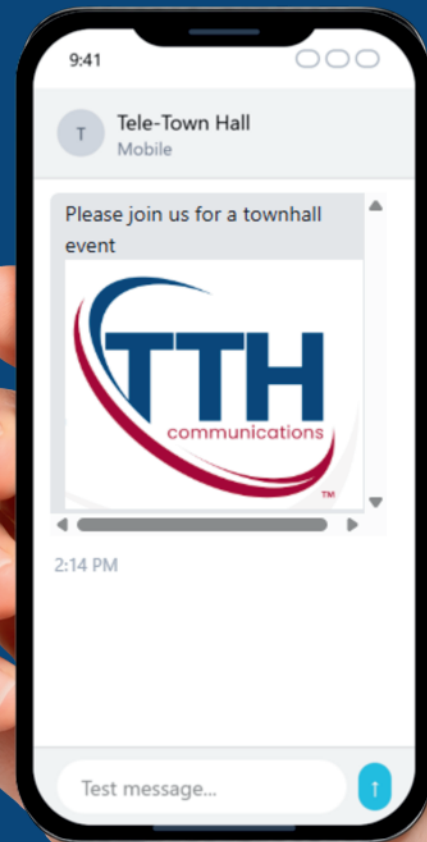 9:41
T
Tele-Town Hall
Mobile
Please join us for a townhall
event
TTH
communications
TM
2:14 PM
Test message...